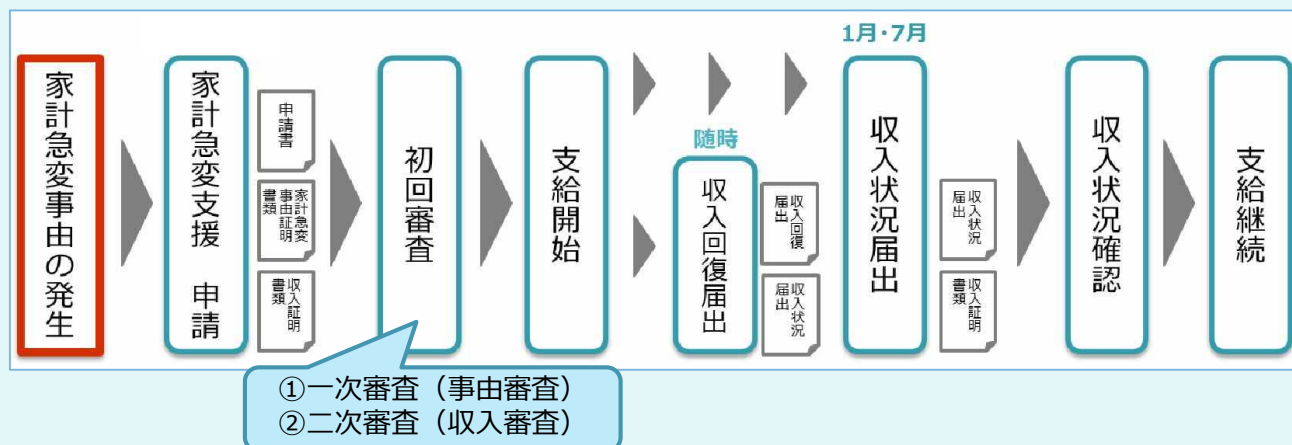 家計急変事由の発生
家計急変支援　申請
申請書
家計急変
事由証明
書類
収入証明
書類
初回審査
支給開始
随時
収入回復届出
収入回復
届出
収入状況
届出
1月・7月
収入状況届出
収入状況
届出
収入証明
書類
収入状況確認
支給継続
①一次審査（事由審査）
②二次審査（収入審査）